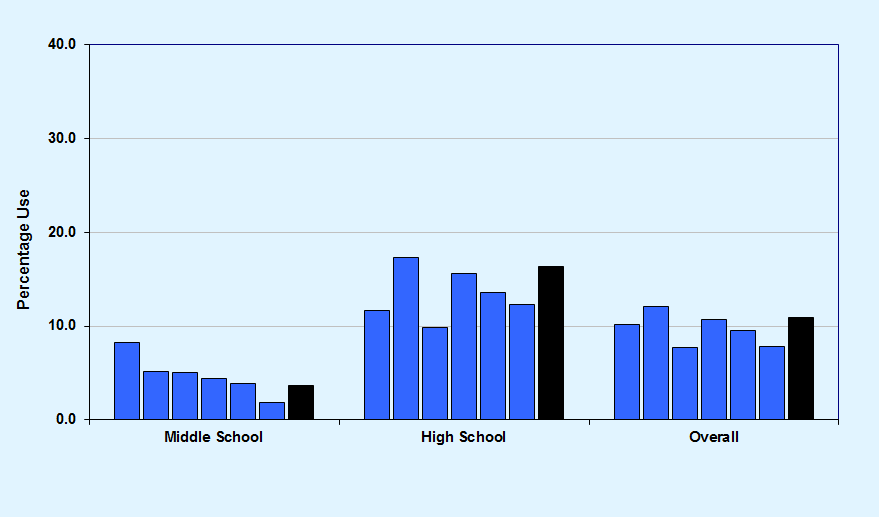 40.0
30.0
20.0
10.0
0.0
Percentage Use
Middle School
High School
Overall